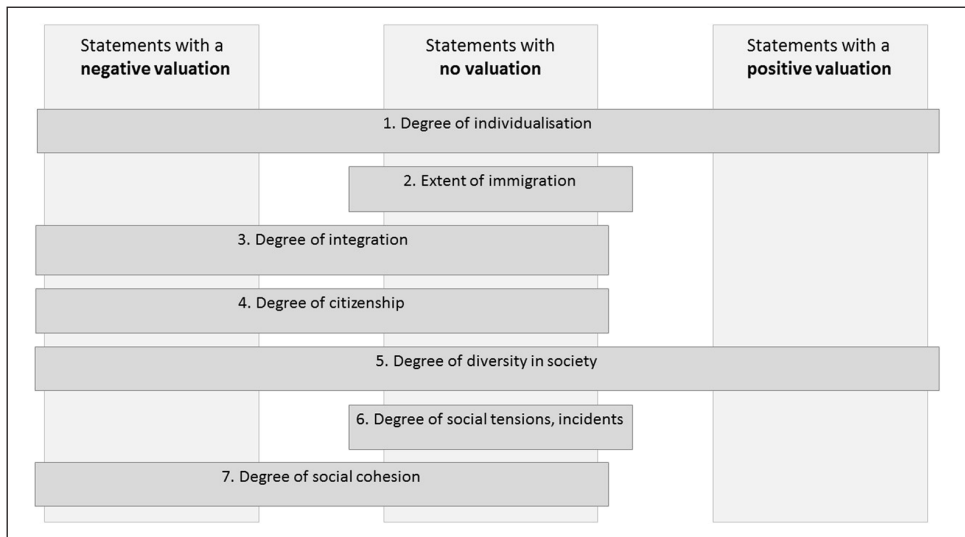 Statements with a
negative valuation
Statements with
no valuation
Statements with a
positive valuation
1. Degree of individualisation
2. Extent of immigration
3. Degree of integration
4. Degree of citizenship
5. Degree of diversity in society
6. Degree of social tensions, incidents
7. Degree of social cohesion